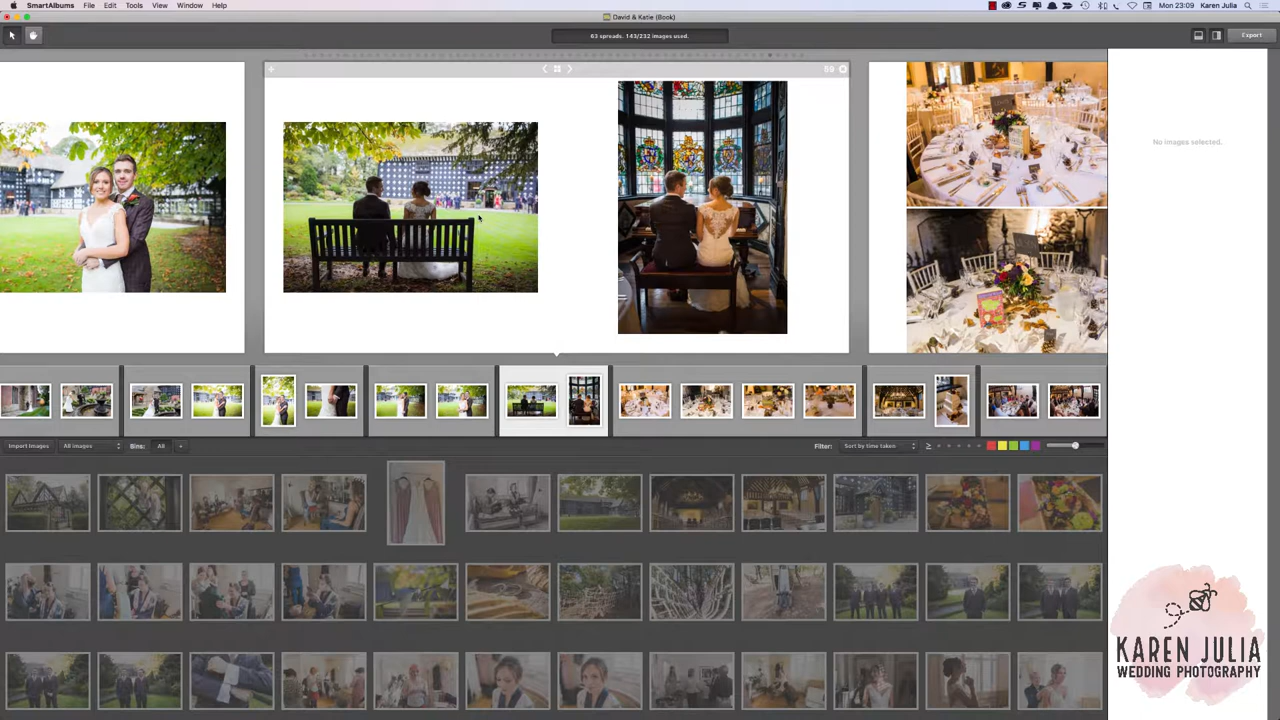 SmartAlbums File Edit Tools View Window Help
Mon 23:09 Karen Julia
David & Katie (Book)
63 spreads. 143/232 images used.
Export
59
No images selected.
Import Images All images Bins: All +
Filter: Sort by time taken ≥
KAREN JULIA
WEDDING PHOTOGRAPHY